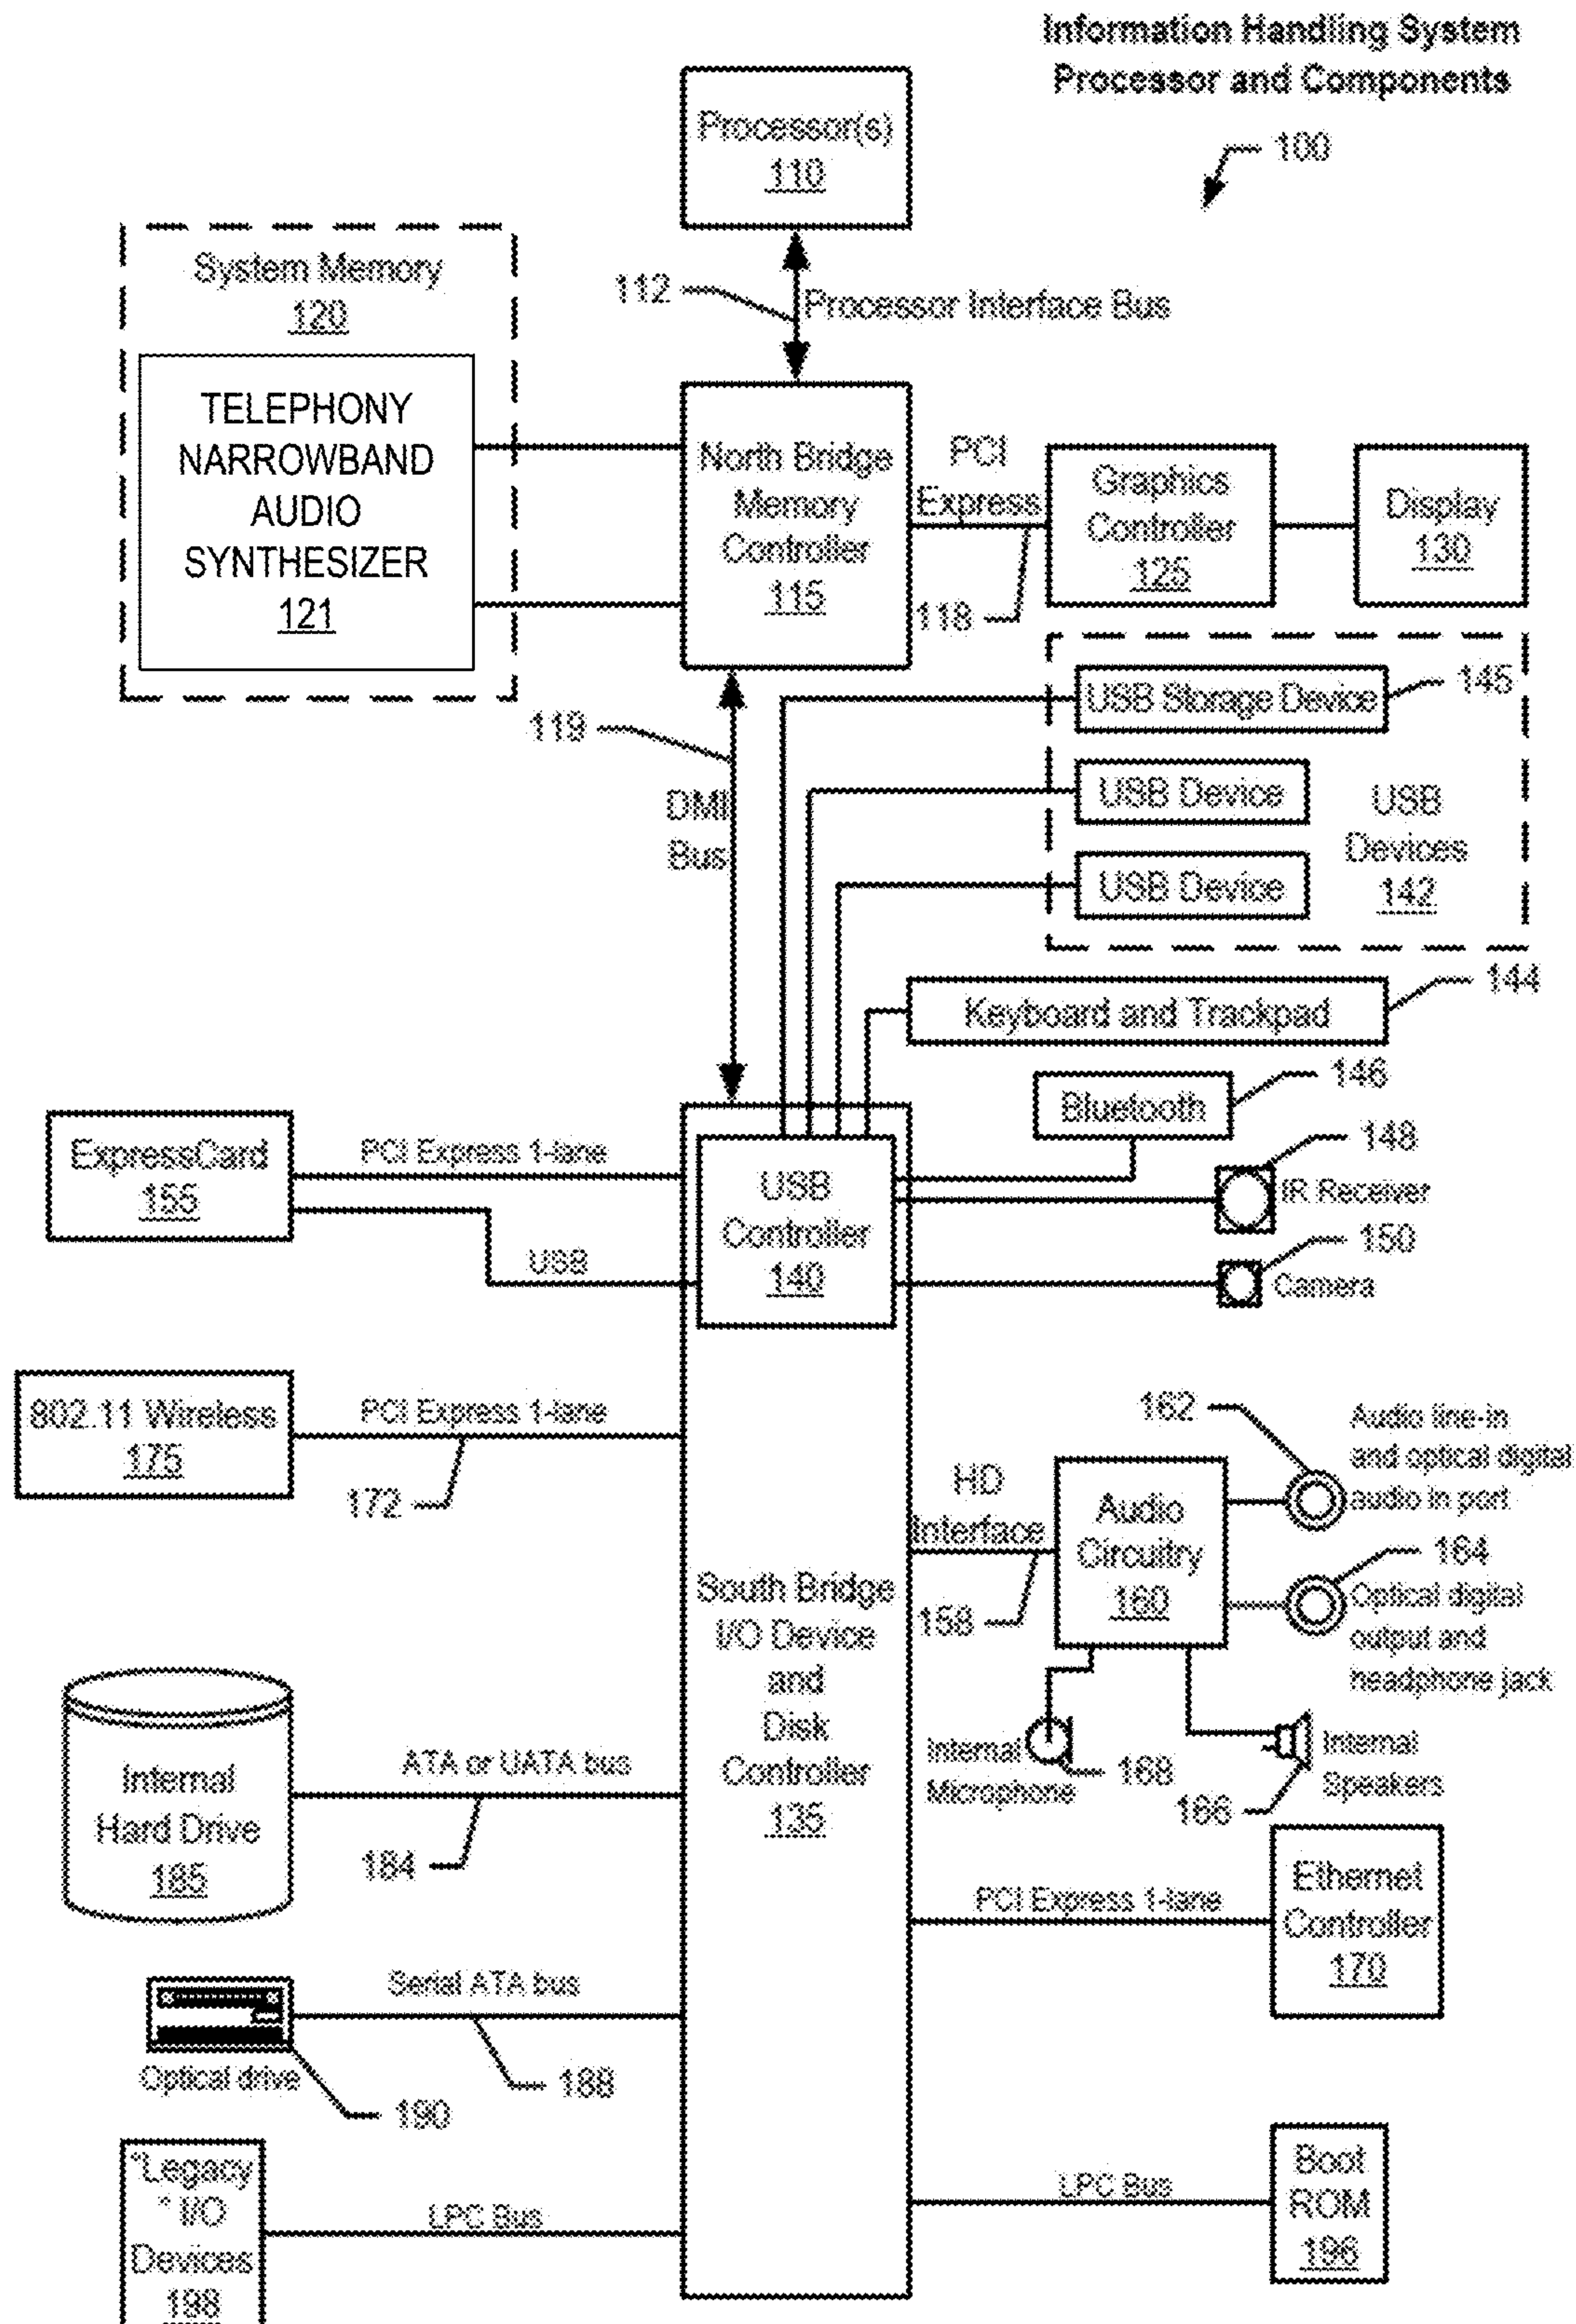 Information Handling System
Processor and Components
100
Processor(s)
110
112
Processor Interface Bus
System Memory
120
TELEPHONY
NARROWBAND
AUDIO
SYNTHESIZER
121
North Bridge
Memory
Controller
115
PCI
Express
118
Graphics
Controller
125
Display
130
119
DMI
Bus
USB Storage Device
145
USB Device
USB Device
USB
Devices
142
Keyboard and Trackpad
144
Bluetooth
146
148
IR Receiver
150
Camera
ExpressCard
155
PCI Express 1-lane
USB
USB
Controller
140
802.11 Wireless
175
PCI Express 1-lane
172
HD
Interface
158
Audio
Circuitry
160
162
Audio line-in
and optical digital
audio in port
164
Optical digital
output and
headphone jack
Internal
Microphone
168
Internal
Speakers
166
South Bridge
I/O Device
and
Disk
Controller
135
Internal
Hard Drive
185
ATA or UATA bus
184
PCI Express 1-lane
Ethernet
Controller
170
Serial ATA bus
188
Optical drive
190
"Legacy
" I/O
Devices
198
LPC Bus
LPC Bus
Boot
ROM
196